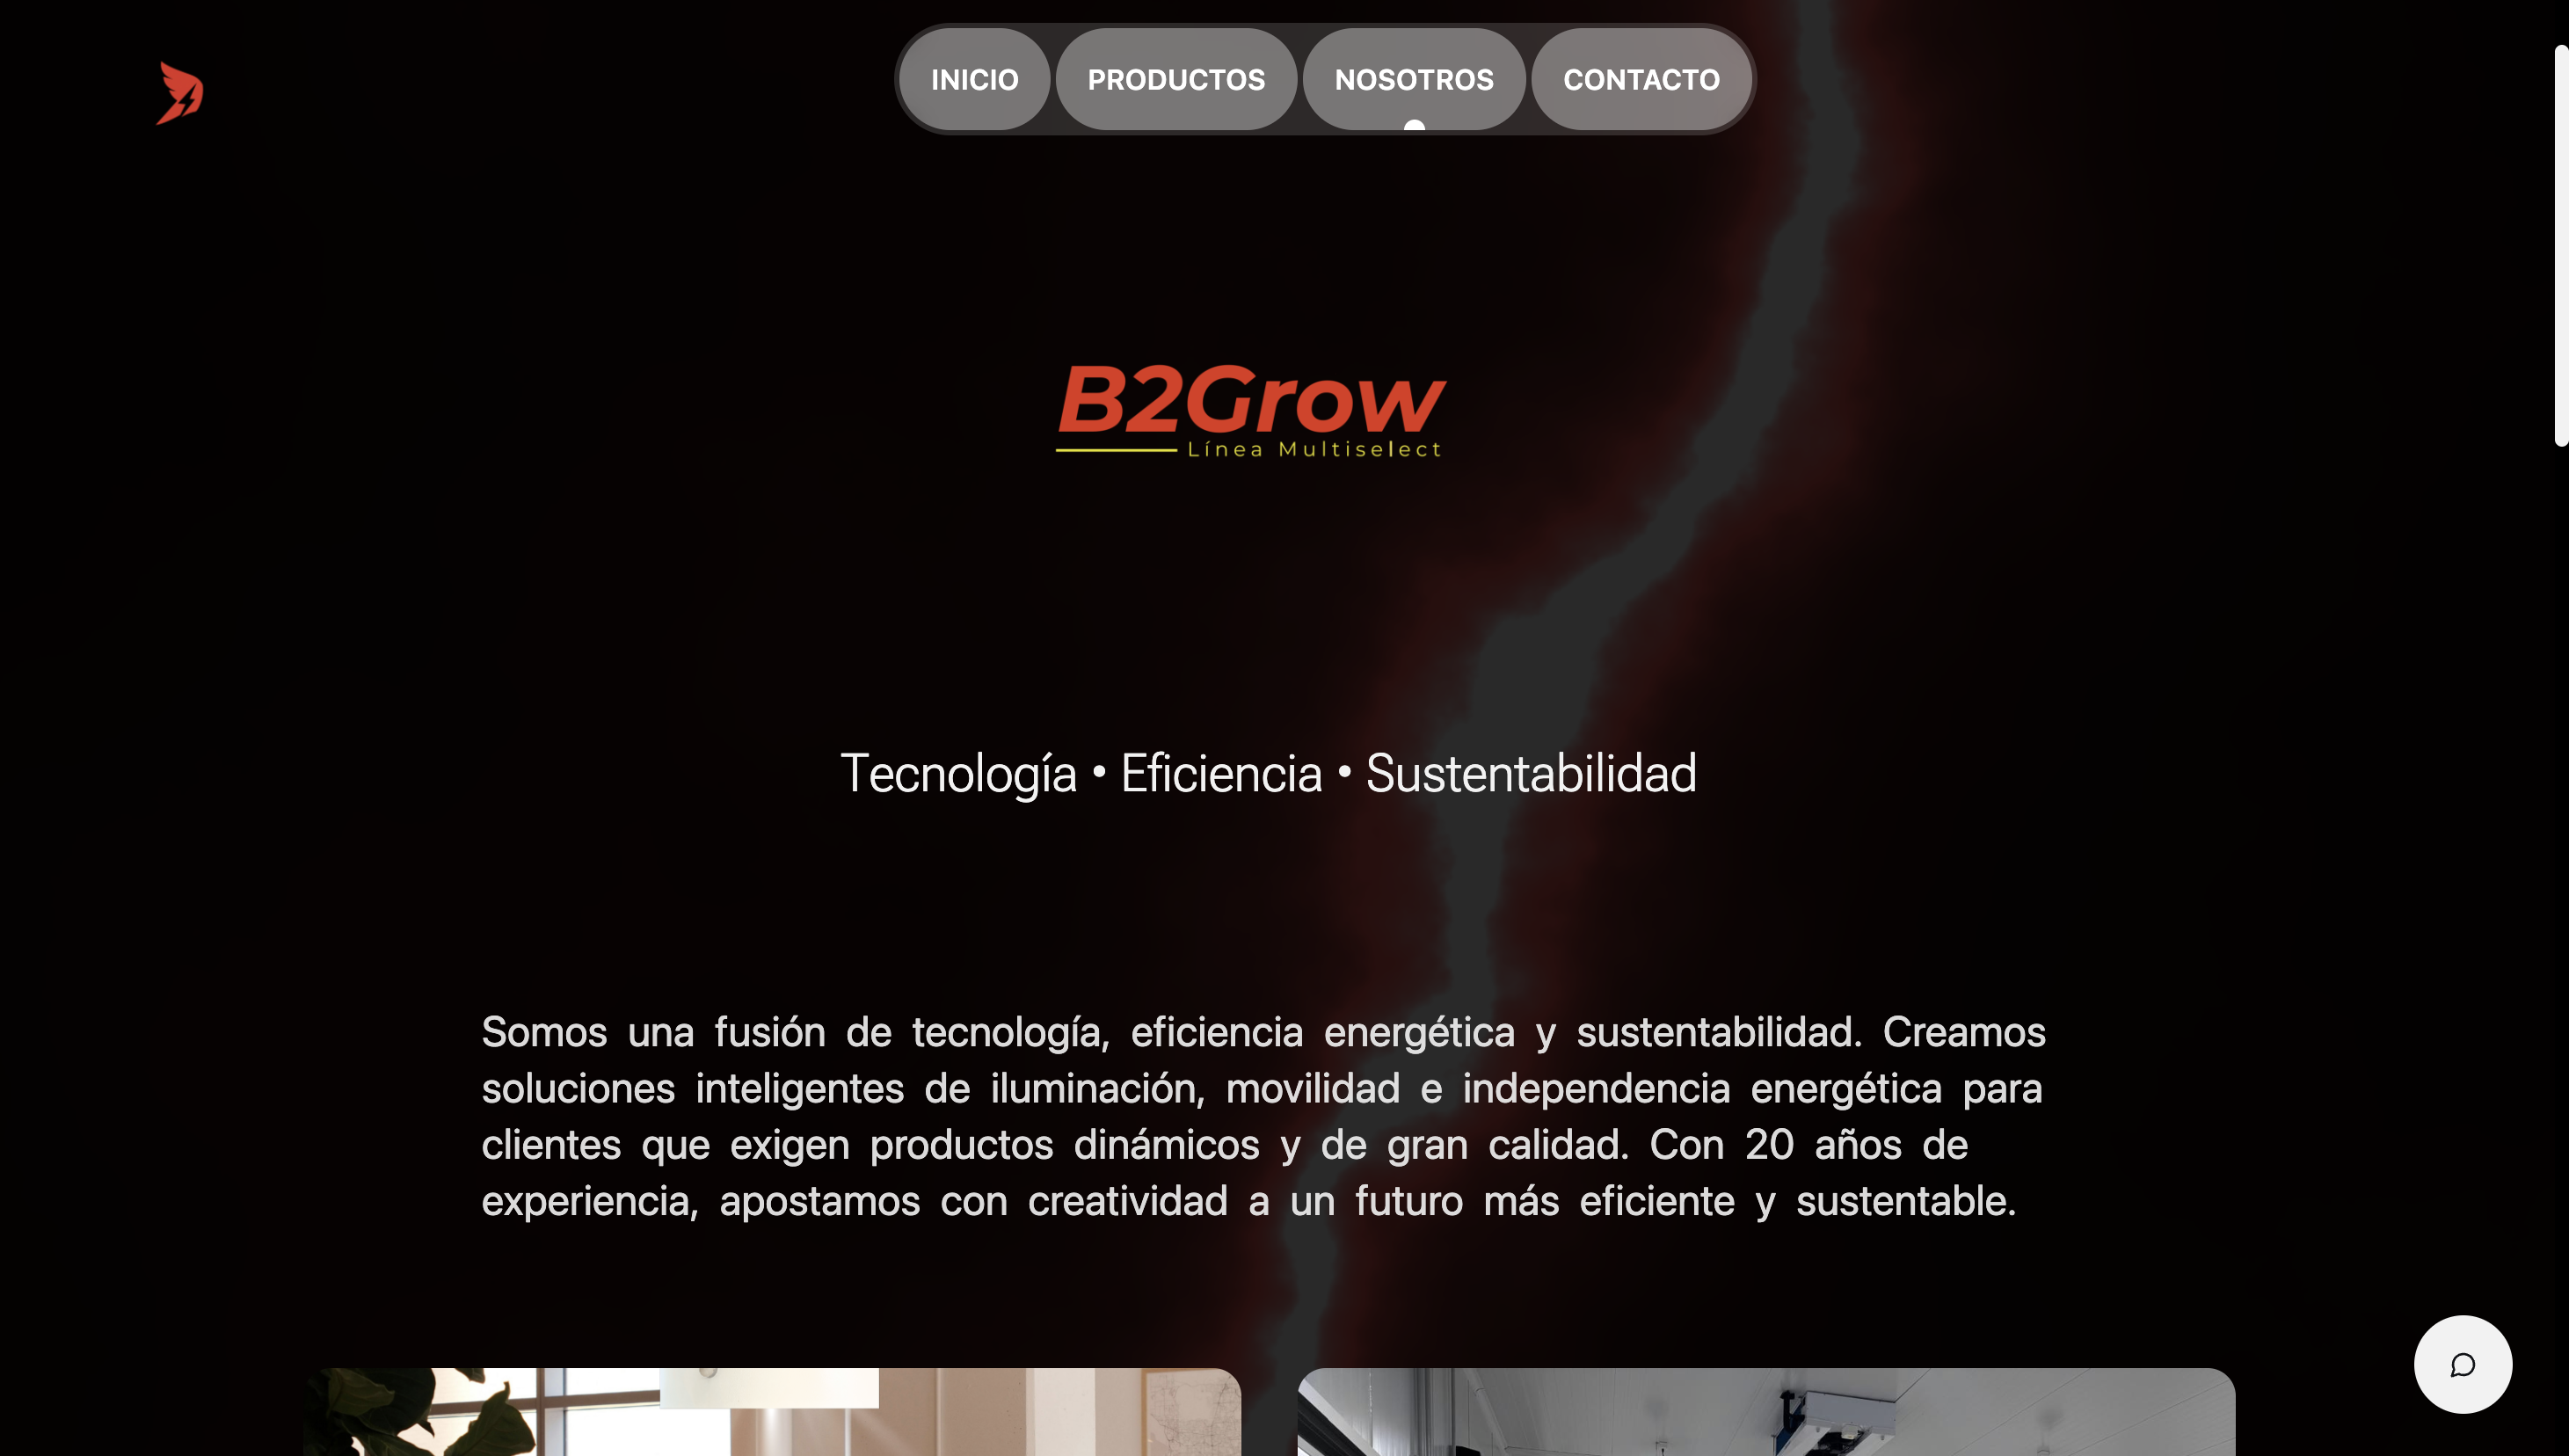 INICIO PRODUCTOS NOSOTROS CONTACTO
B2Grow
Línea Multiselect
Tecnología • Eficiencia • Sustentabilidad
Somos una fusión de tecnología, eficiencia energética y sustentabilidad. Creamos
soluciones inteligentes de iluminación, movilidad e independencia energética para
clientes que exigen productos dinámicos y de gran calidad. Con 20 años de
experiencia, apostamos con creatividad a un futuro más eficiente y sustentable.